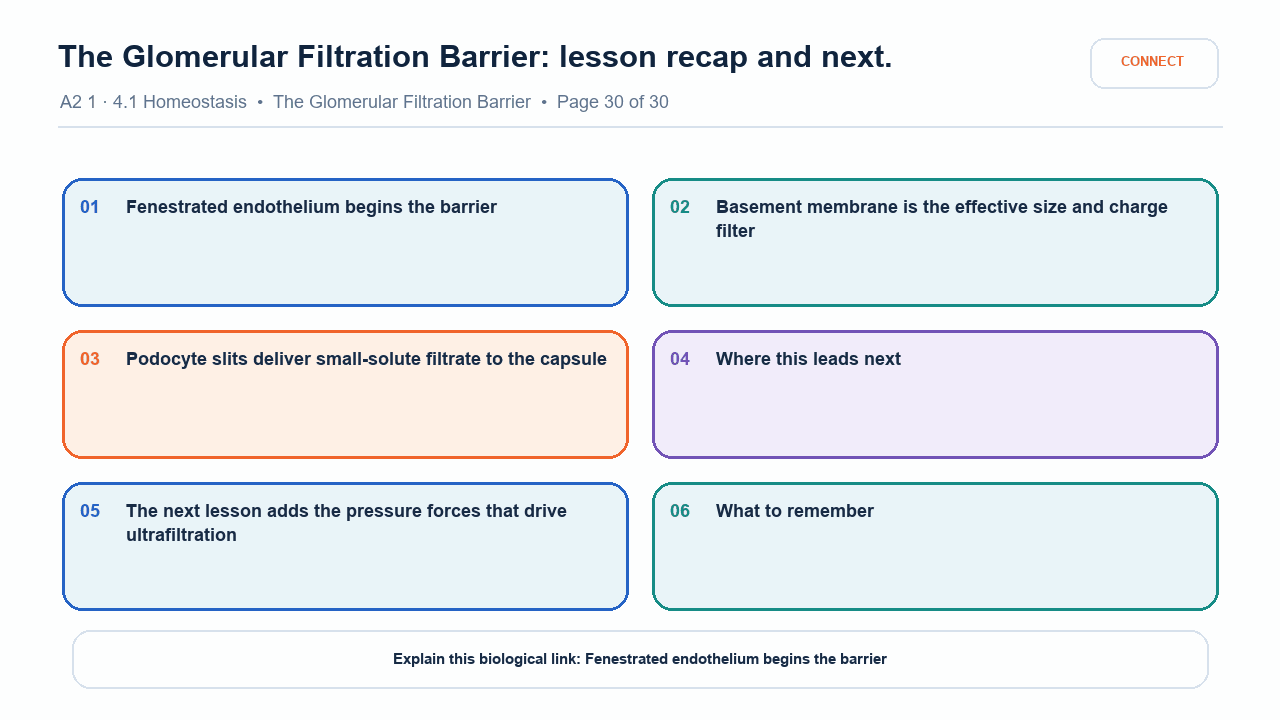 The Glomerular Filtration Barrier: lesson recap and next.
CONNECT
A2 1 · 4.1 Homeostasis • The Glomerular Filtration Barrier • Page 30 of 30
01 Fenestrated endothelium begins the barrier
02 Basement membrane is the effective size and charge
filter
03 Podocyte slits deliver small-solute filtrate to the capsule
04 Where this leads next
05 The next lesson adds the pressure forces that drive
ultrafiltration
06 What to remember
Explain this biological link: Fenestrated endothelium begins the barrier